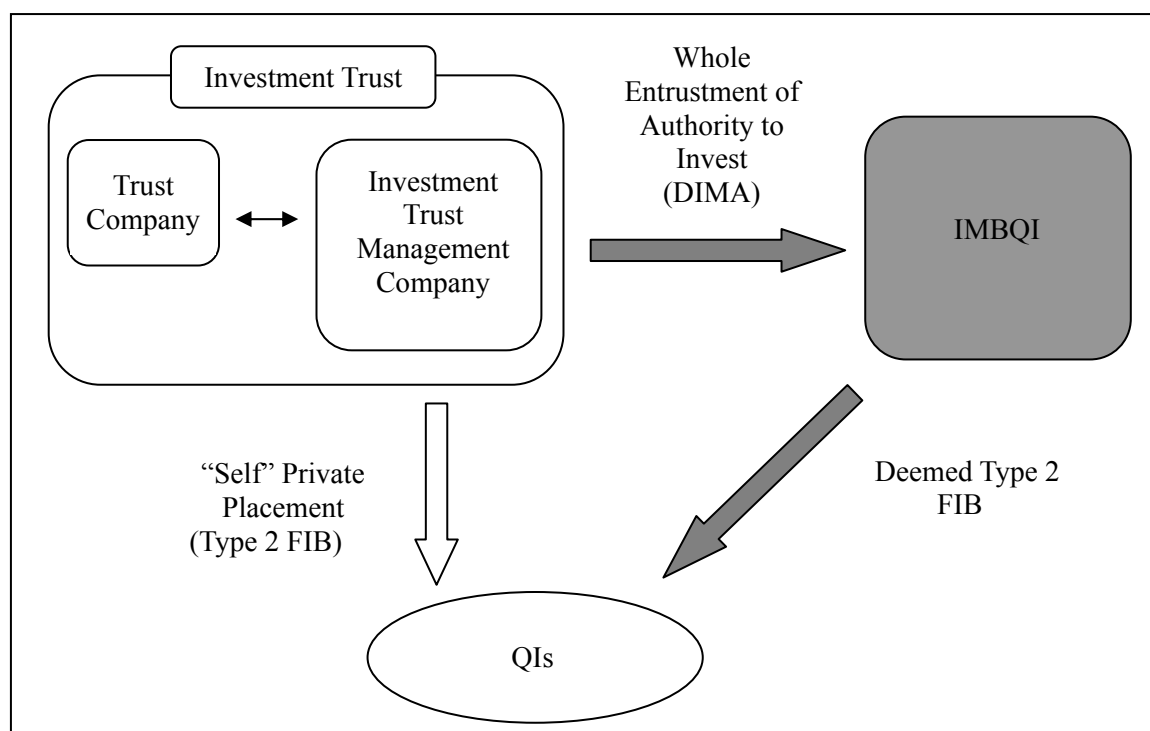 Investment Trust
Trust
Company
Investment
Trust
Management
Company
Whole
Entrustment of
Authority to
Invest
(DIMA)
IMBQI
“Self” Private
Placement
(Type 2 FIB)
Deemed Type 2
FIB
QIs